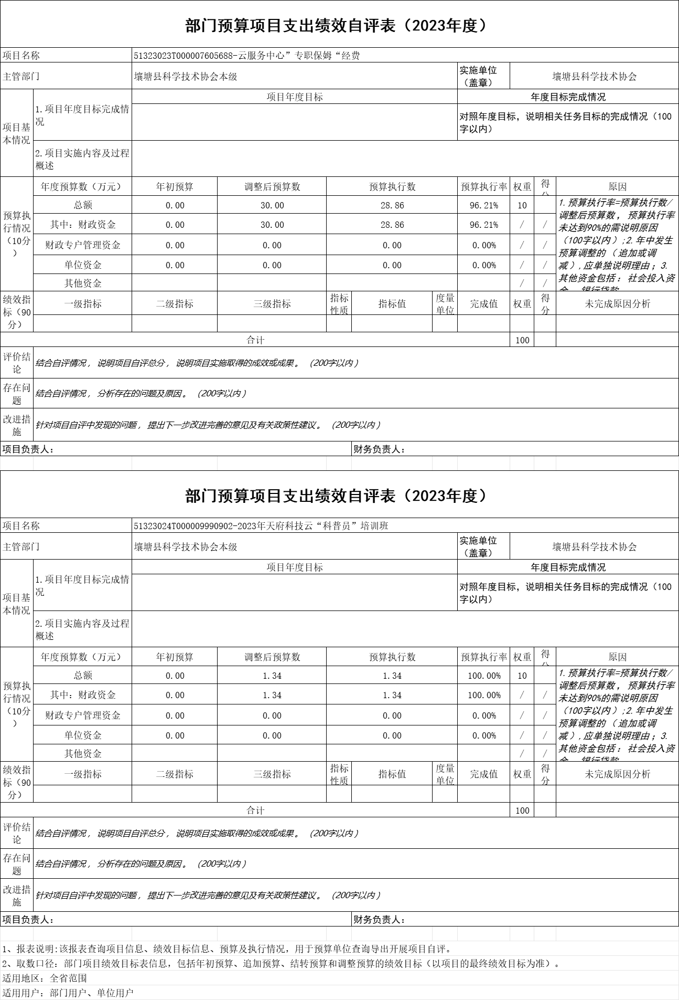 部门预算项目支出绩效自评表（2023年度）
项目名称 51323023T000007605688-云服务中心”专职保姆“经费
主管部门 壤塘县科学技术协会本级 实施单位（盖章） 壤塘县科学技术协会
项目基本情况 1.项目年度目标完成情况 项目年度目标 年度目标完成情况
对照年度目标，说明相关任务目标的完成情况（100字以内）
2.项目实施内容及过程概述
预算执行情况（10分） 年度预算数（万元） 年初预算 调整后预算数 预算执行数 预算执行率 权重 得 原因
总额 0.00 30.00 28.86 96.21% 10
其中：财政资金 0.00 30.00 28.86 96.21% / /
财政专户管理资金 0.00 0.00 0.00 0.00% / /
单位资金 0.00 0.00 0.00 0.00% / /
其他资金 / /
1.预算执行率=预算执行数/调整后预算数，预算执行率未达到90%的需说明原因（100字以内）;2.年中发生预算调整的（追加或调减）,应单独说明理由；3.其他资金包括：社会投入资
绩效指标（90分） 一级指标 二级指标 三级指标 指标性质 指标值 度量单位 完成值 权重 得分 未完成原因分析
合计 100
评价结论 结合自评情况，说明项目自评总分，说明项目实施取得的成效或成果。（200字以内）
存在问题 结合自评情况，分析存在的问题及原因。（200字以内）
改进措施 针对项目自评中发现的问题，提出下一步改进完善的意见及有关政策性建议。（200字以内）
项目负责人： 财务负责人：
部门预算项目支出绩效自评表（2023年度）
项目名称 51323024T000009990902-2023年天府科技云“科普员”培训班
主管部门 壤塘县科学技术协会本级 实施单位（盖章） 壤塘县科学技术协会
项目基本情况 1.项目年度目标完成情况 项目年度目标 年度目标完成情况
对照年度目标，说明相关任务目标的完成情况（100字以内）
2.项目实施内容及过程概述
预算执行情况（10分） 年度预算数（万元） 年初预算 调整后预算数 预算执行数 预算执行率 权重 得 原因
总额 0.00 1.34 1.34 100.00% 10
其中：财政资金 0.00 1.34 1.34 100.00% / /
财政专户管理资金 0.00 0.00 0.00 0.00% / /
单位资金 0.00 0.00 0.00 0.00% / /
其他资金 / /
1.预算执行率=预算执行数/调整后预算数，预算执行率未达到90%的需说明原因（100字以内）;2.年中发生预算调整的（追加或调减）,应单独说明理由；3.其他资金包括：社会投入资
绩效指标（90分） 一级指标 二级指标 三级指标 指标性质 指标值 度量单位 完成值 权重 得分 未完成原因分析
合计 100
评价结论 结合自评情况，说明项目自评总分，说明项目实施取得的成效或成果。（200字以内）
存在问题 结合自评情况，分析存在的问题及原因。（200字以内）
改进措施 针对项目自评中发现的问题，提出下一步改进完善的意见及有关政策性建议。（200字以内）
项目负责人： 财务负责人：
1、报表说明:该报表查询项目信息、绩效目标信息、预算及执行情况，用于预算单位查询导出开展项目自评。
2、取数口径：部门项目绩效目标表信息，包括年初预算、追加预算、结转预算和调整预算的绩效目标（以项目的最终绩效目标为准）。
适用地区：全省范围
适用用户：部门用户、单位用户